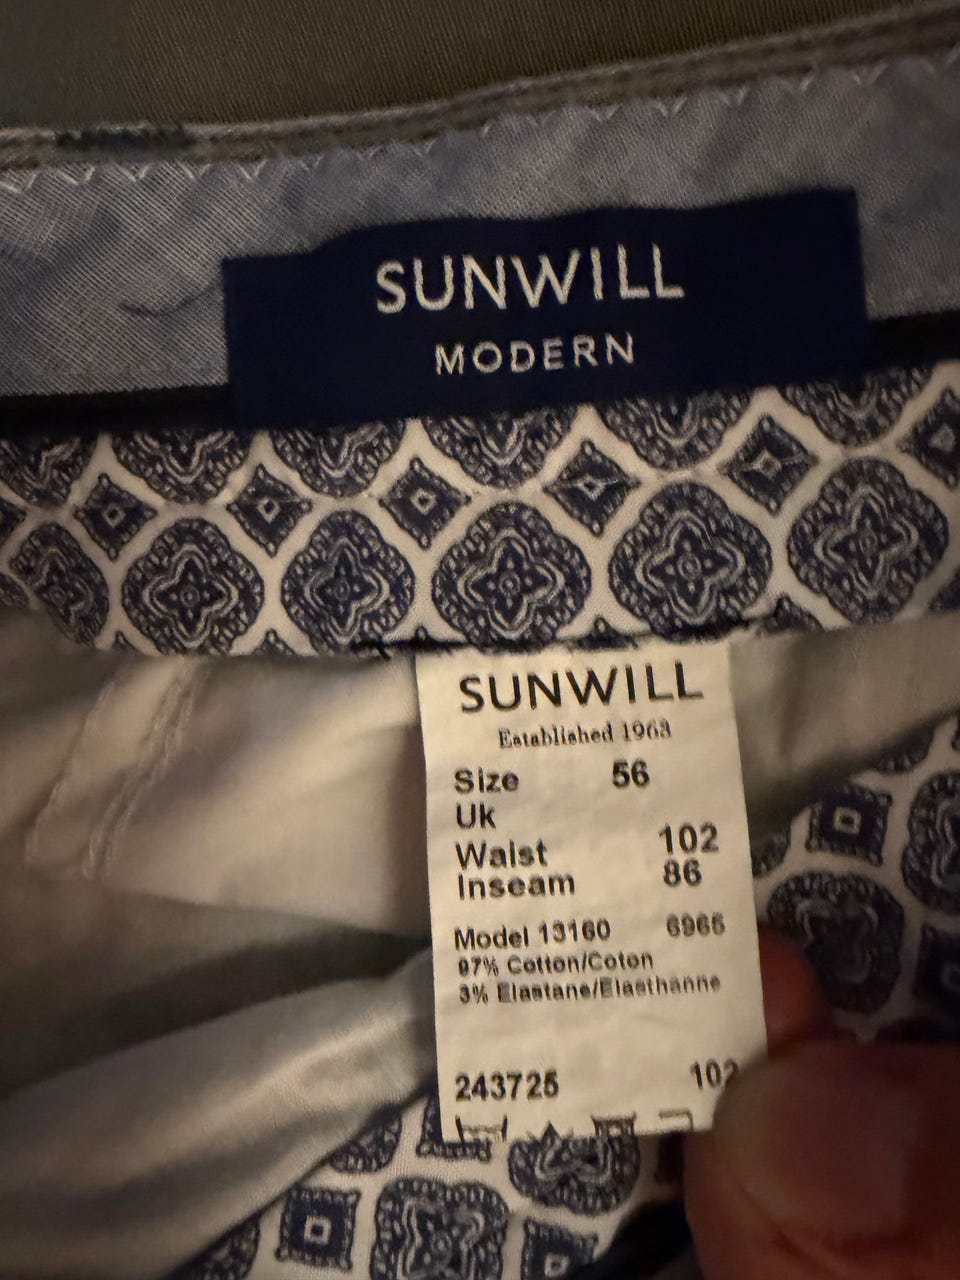 SUNWILL
MODERN
SUNWILL
Established 1963
Size 56
Uk
Waist 102
Inseam 86
Model 13160 6965
97% Cotton/Coton
3% Elastane/Elasthanne
243725 102